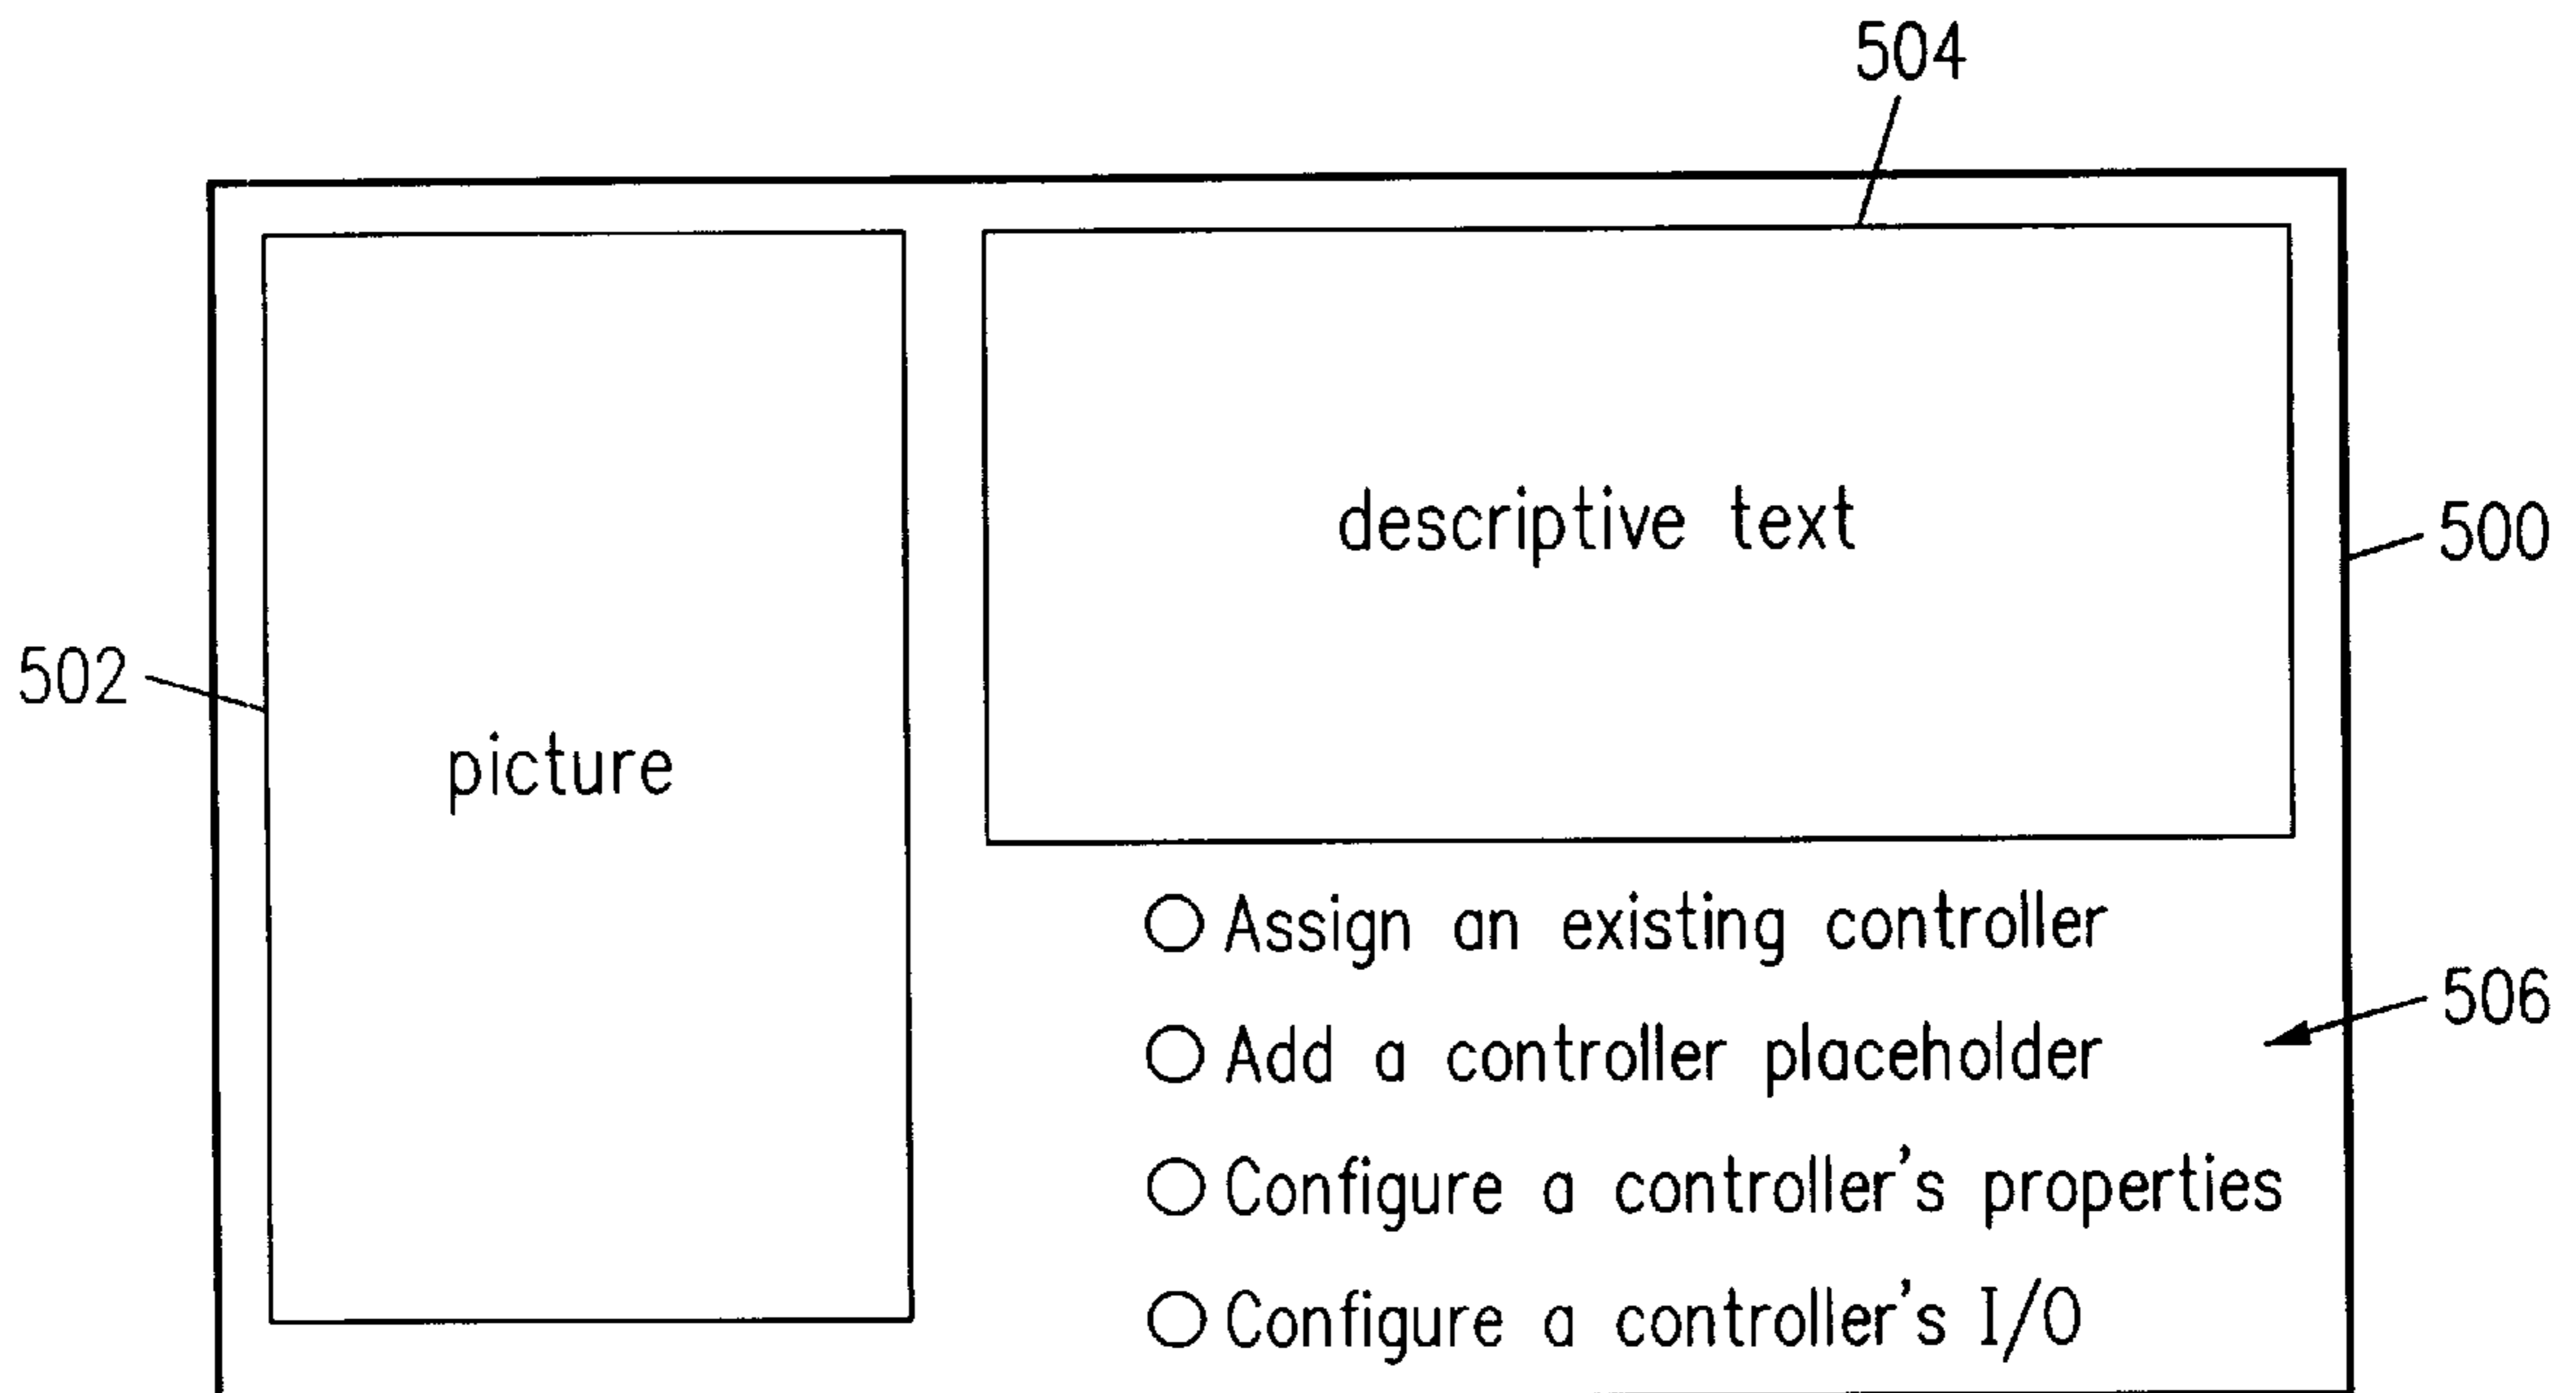 504
descriptive text
500
502
picture
Assign an existing controller
506
Add a controller placeholder
Configure a controller's properties
Configure a controller's I/O